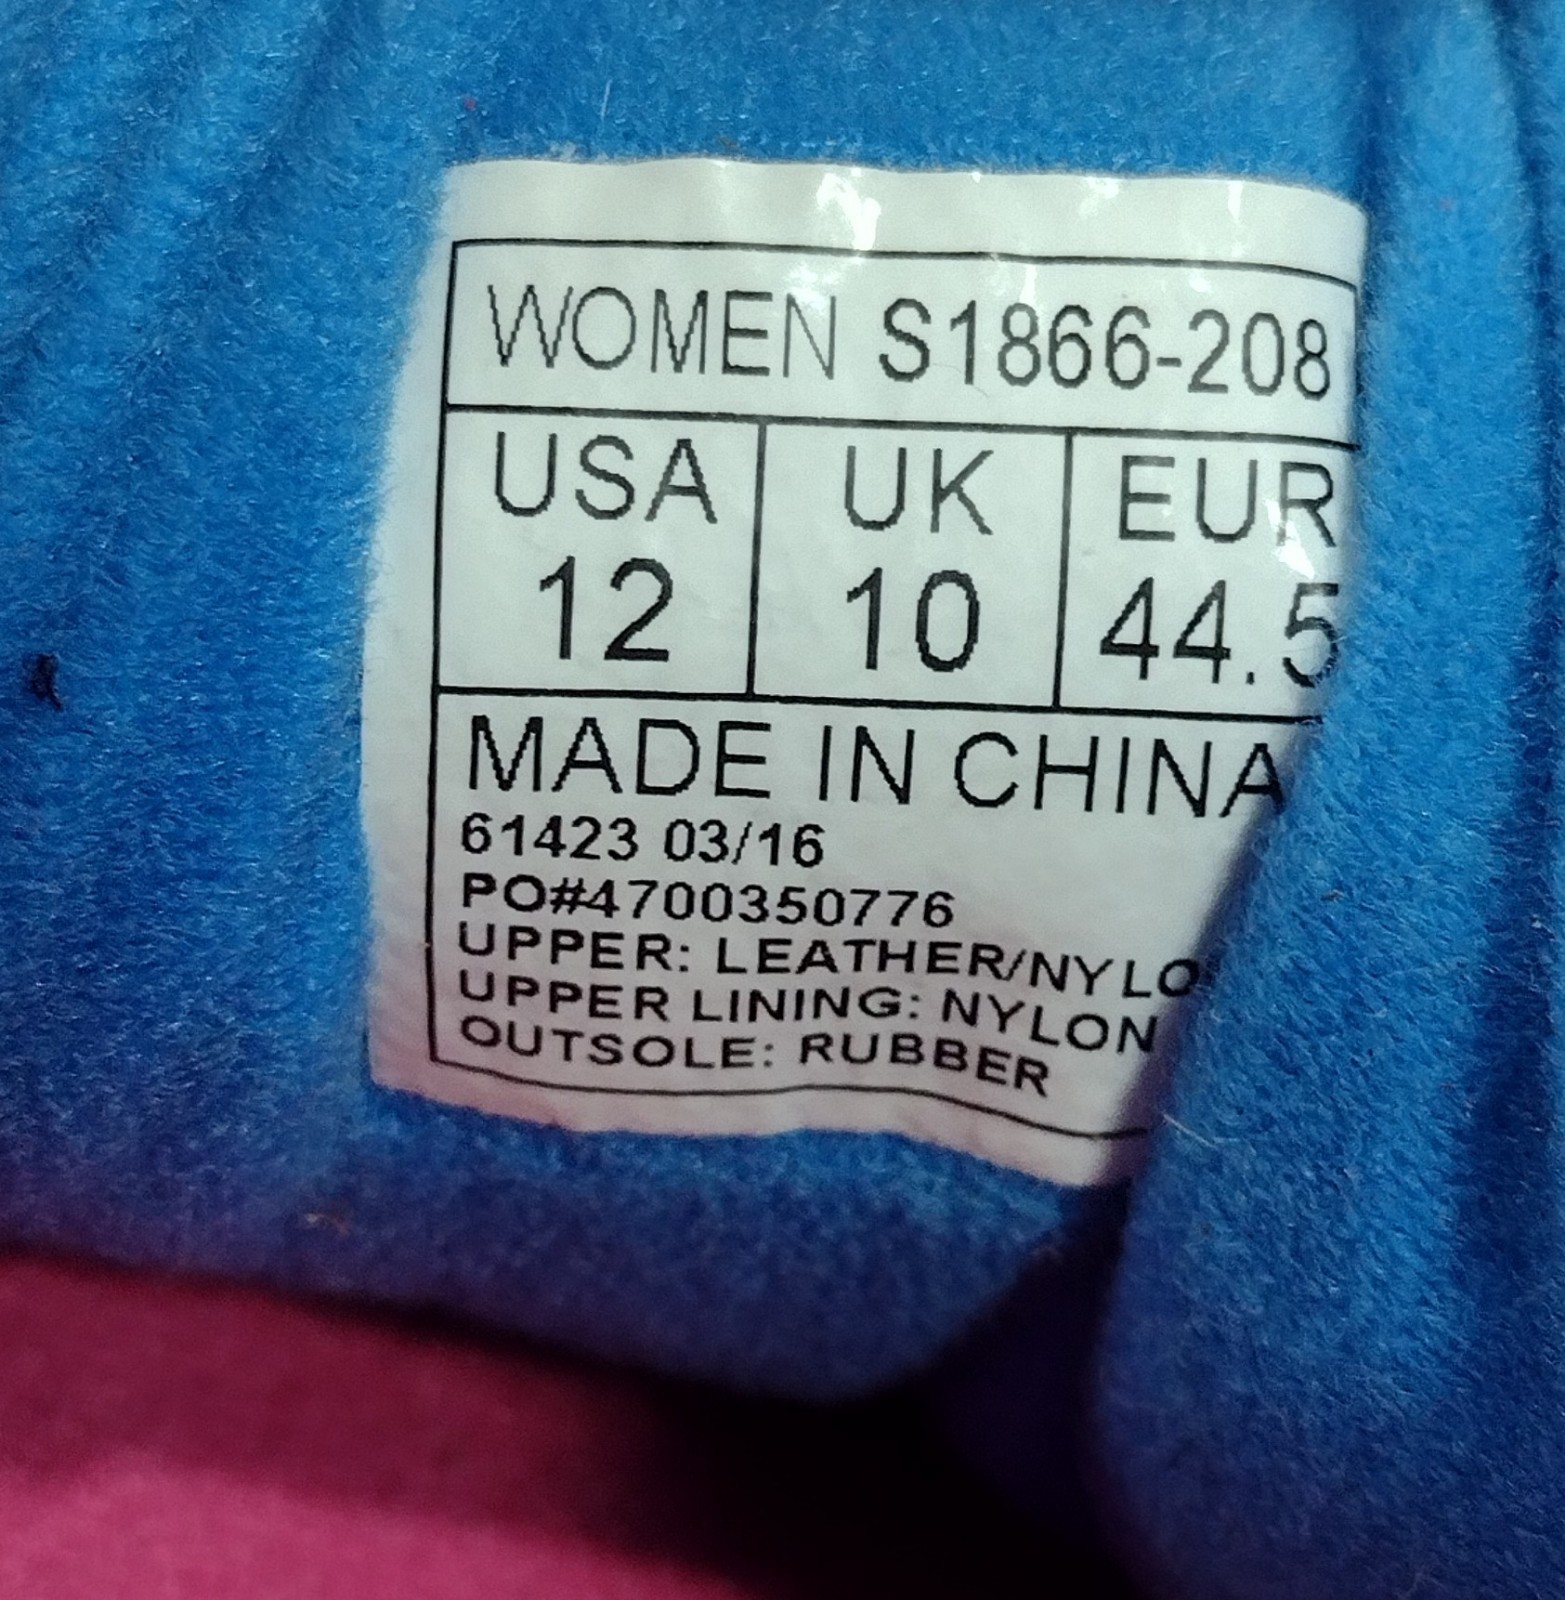 WOMEN S1866-208
USA UK EUR
12 10 44.5
MADE IN CHINA
61423 03/16
PO#4700350776
UPPER: LEATHER/NYLO
UPPER LINING: NYLON
OUTSOLE: RUBBER